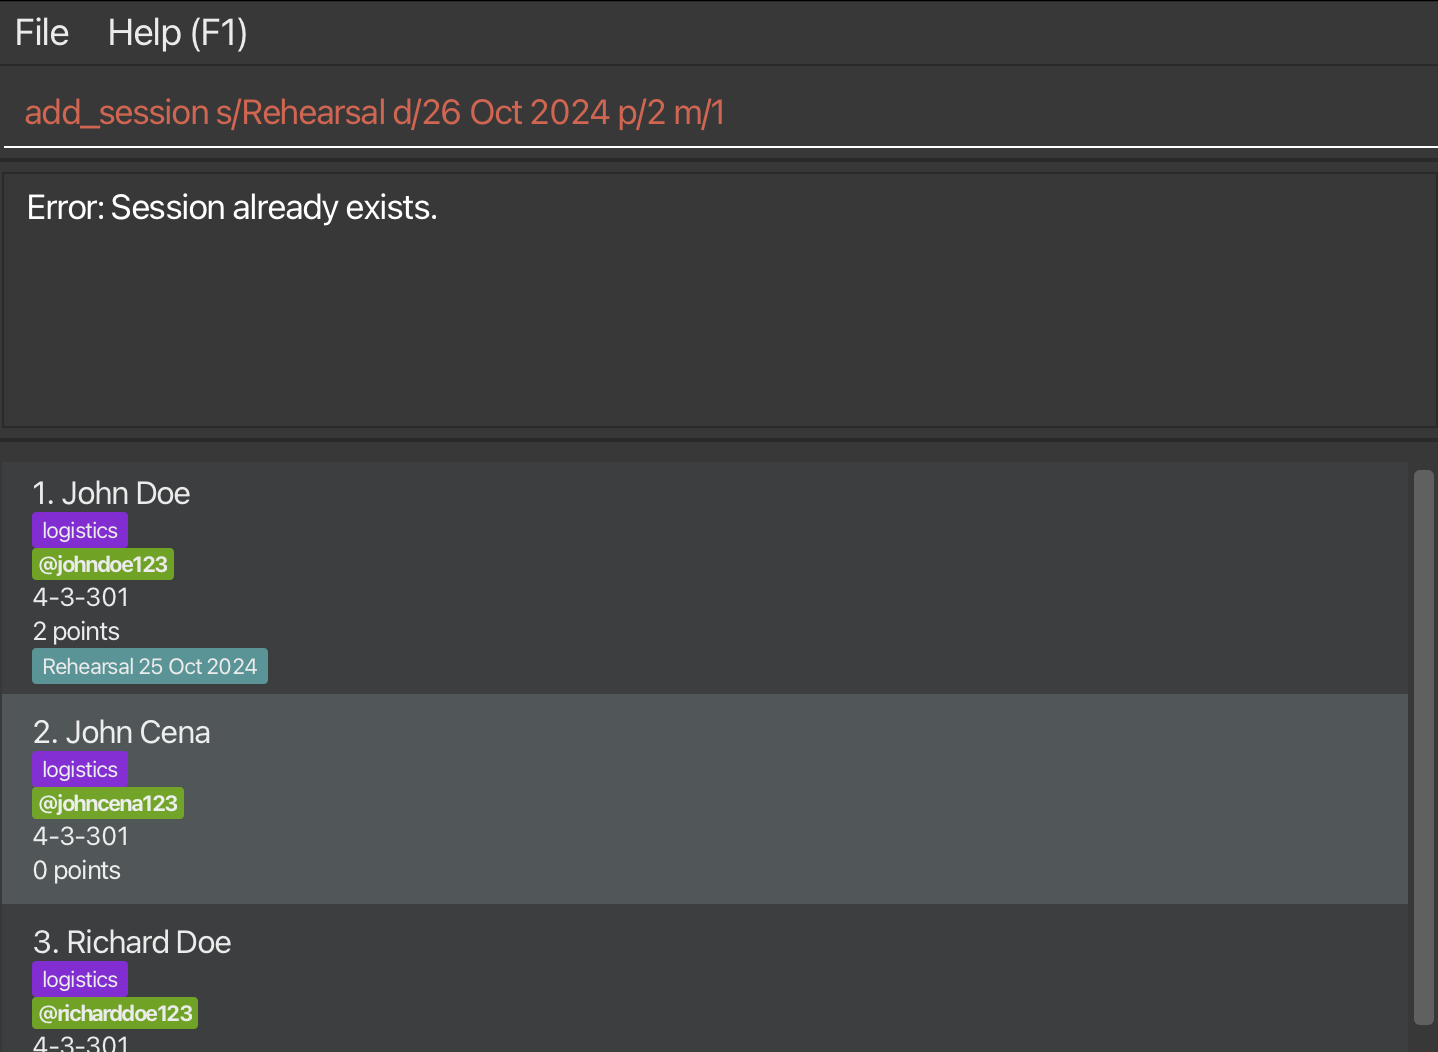 File Help (F1)
add_session s/Rehearsal d/26 Oct 2024 p/2 m/1
Error: Session already exists.
1. John Doe
logistics
@johndoe123
4-3-301
2 points
Rehearsal 25 Oct 2024
2. John Cena
logistics
@johncena123
4-3-301
0 points
3. Richard Doe
logistics
@richarddoe123
4-3-301